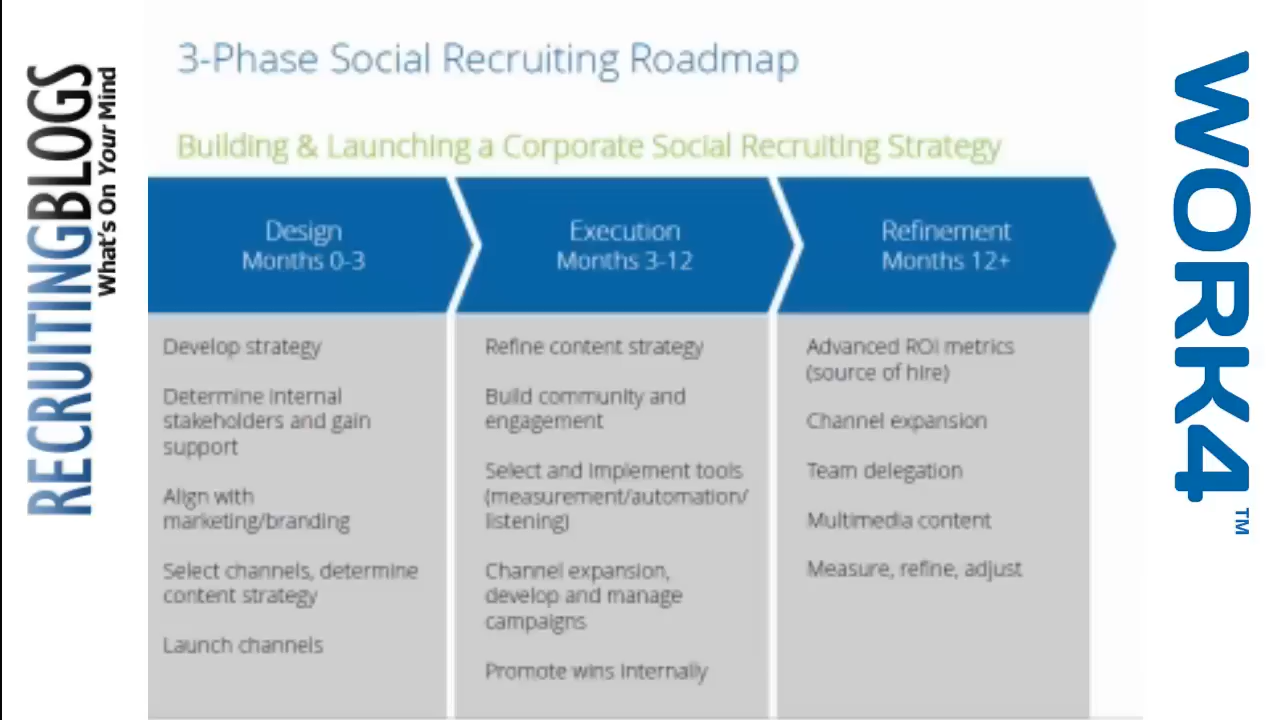 3-Phase Social Recruiting Roadmap
Building & Launching a Corporate Social Recruiting Strategy
Design
Months 0-3
Execution
Months 3-12
Refinement
Months 12+
Develop strategy
Determine internal
stakeholders and gain
support
Align with
marketing/branding
Select channels, determine
content strategy
Launch channels
Refine content strategy
Build community and
engagement
Select and implement tools
(measurement/automation/
listening)
Channel expansion,
develop and manage
campaigns
Promote wins internally
Advanced ROI metrics
(source of hire)
Channel expansion
Team delegation
Multimedia content
Measure, refine, adjust
RECRUITINGBLOGS
What's On Your Mind
WORK4™